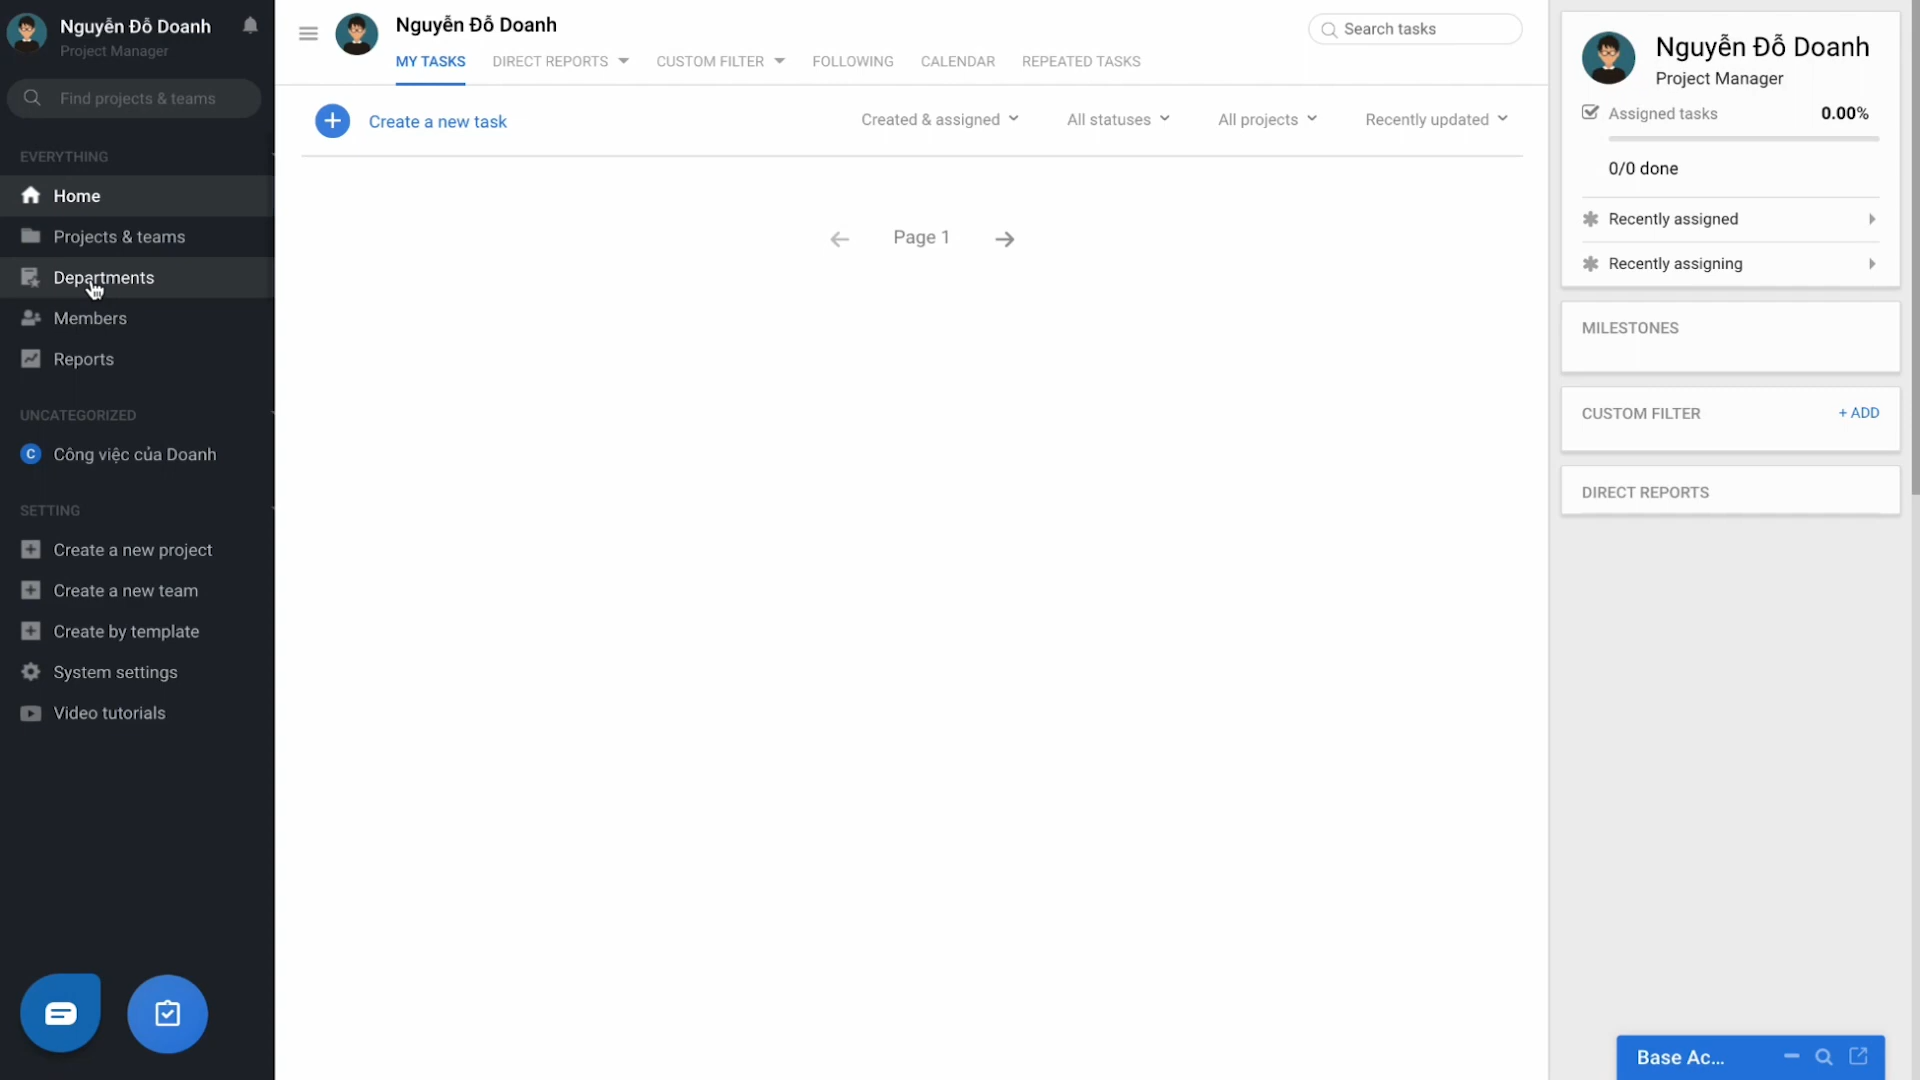 Nguyễn Đỗ Doanh
Project Manager
Find projects & teams
EVERYTHING
Home
Projects & teams
Departments
Members
Reports
UNCATEGORIZED
C Công việc của Doanh
SETTING
Create a new project
Create a new team
Create by template
System settings
Video tutorials
Nguyễn Đỗ Doanh
Search tasks
MY TASKS DIRECT REPORTS CUSTOM FILTER FOLLOWING CALENDAR REPEATED TASKS
Create a new task
Created & assigned All statuses All projects Recently updated
Page 1
Nguyễn Đỗ Doanh
Project Manager
Assigned tasks 0.00%
0/0 done
Recently assigned
Recently assigning
MILESTONES
CUSTOM FILTER + ADD
DIRECT REPORTS
Base Ac...